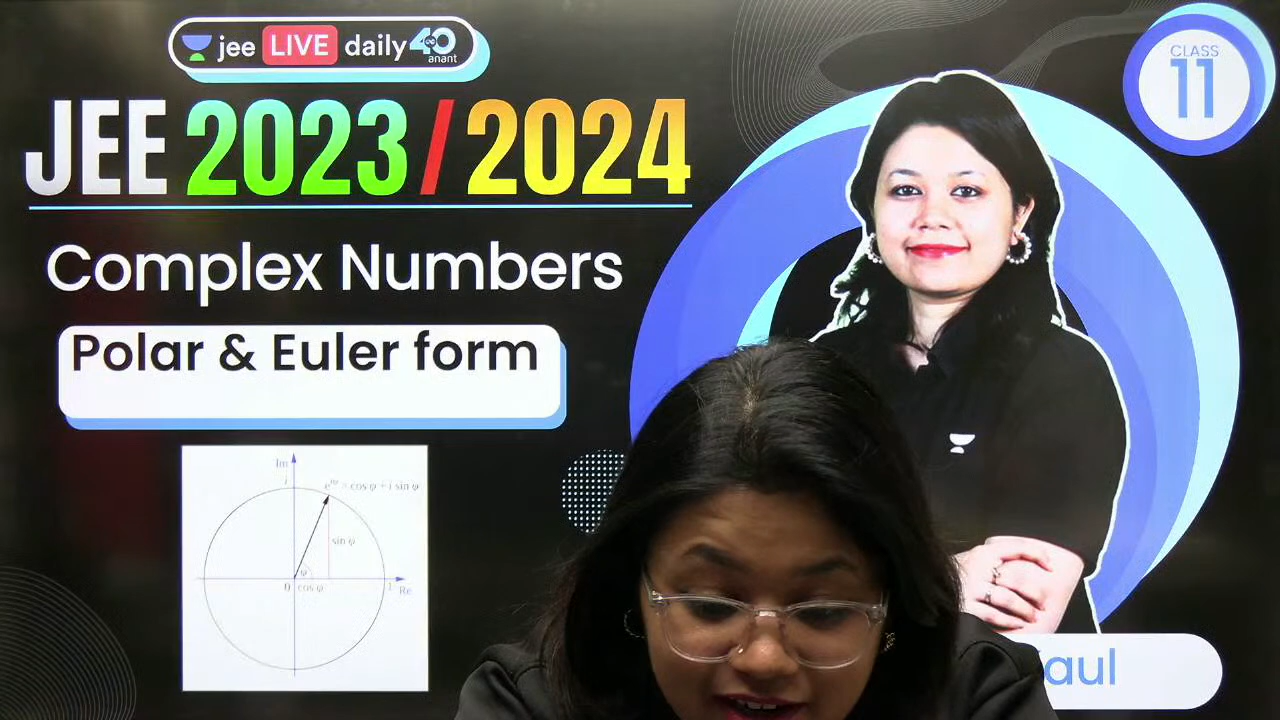 jee LIVE daily 40
anant
CLASS
11
JEE 2023/2024
Complex Numbers
Polar & Euler form
Im
i
e^{iφ} = cos φ + i sin φ
sin φ
φ
0 cos φ 1 Re
aul